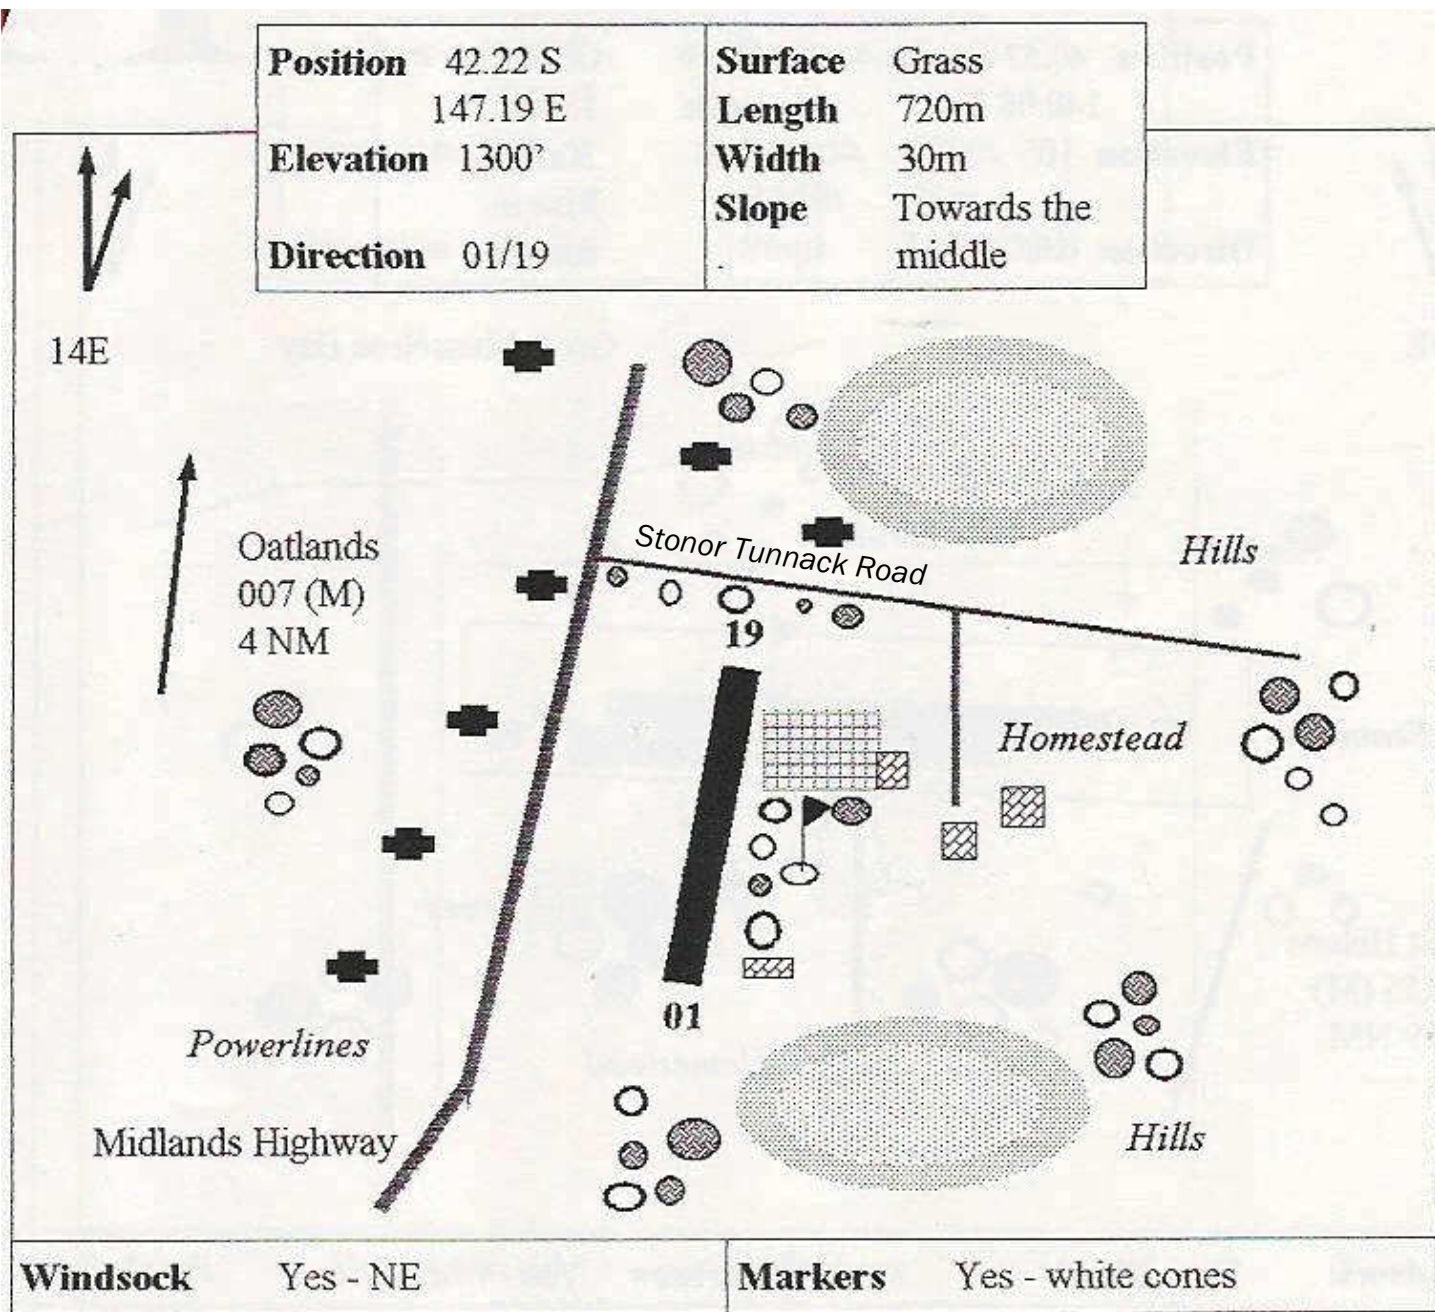 Position 42.22 S
147.19 E
Elevation 1300’
Direction 01/19
Surface Grass
Length 720m
Width 30m
Slope Towards the
middle
14E
Oatlands
007 (M)
4 NM
Stonor Tunnack Road
Hills
19
Homestead
01
Powerlines
Midlands Highway
Hills
Windsock Yes - NE
Markers Yes - white cones